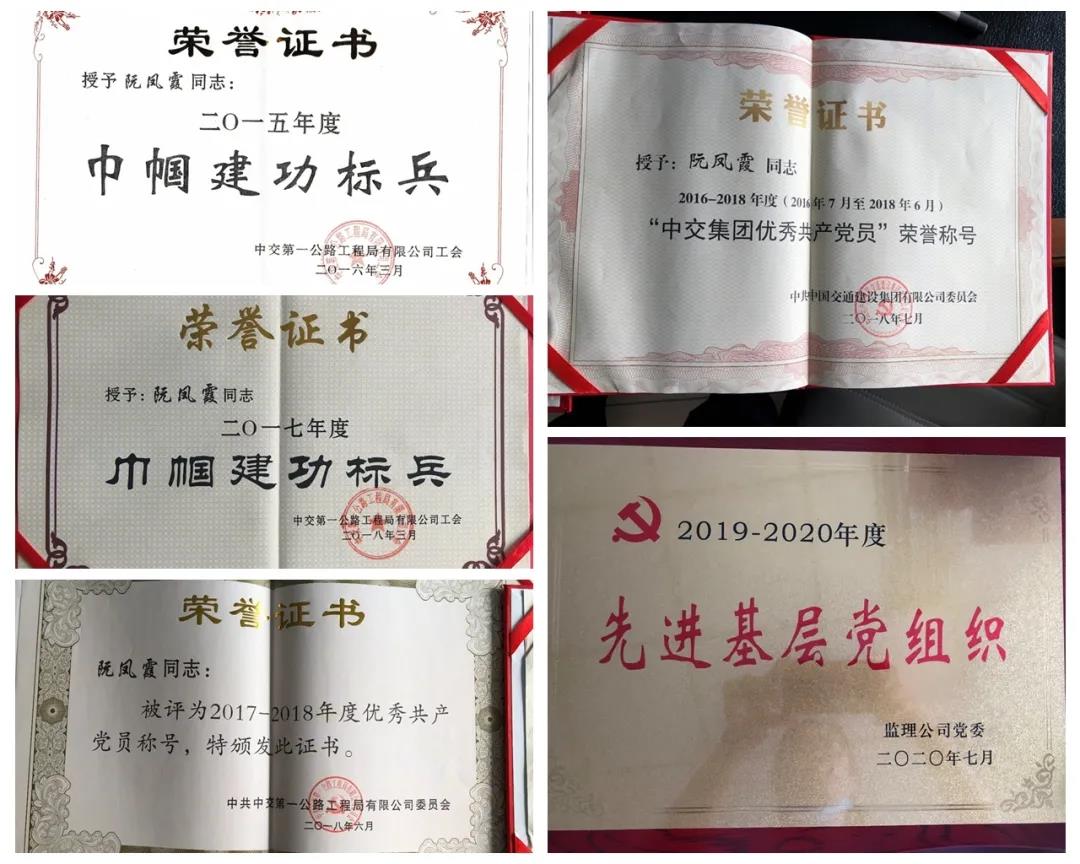 荣誉证书
授予 阮凤霞 同志：
二〇一五年度
巾帼建功标兵
中交第一公路工程局有限公司工会
二〇一六年三月
荣誉证书
授予：阮凤霞 同志
二〇一七年度
巾帼建功标兵
中交第一公路工程局有限公司工会
二〇一八年三月
荣誉证书
阮凤霞同志：
被评为2017-2018年度优秀共产
党员称号，特颁发此证书。
中共中交第一公路工程局有限公司委员会
二〇一八年六月
荣誉证书
授予：阮凤霞 同志
2016-2018 年度（2016 年 7 月至 2018 年 6 月）
“中交集团优秀共产党员”荣誉称号
中共中国交通建设集团有限公司委员会
二〇一八年七月
2019-2020年度
先进基层党组织
监理公司党委
二〇二〇年七月